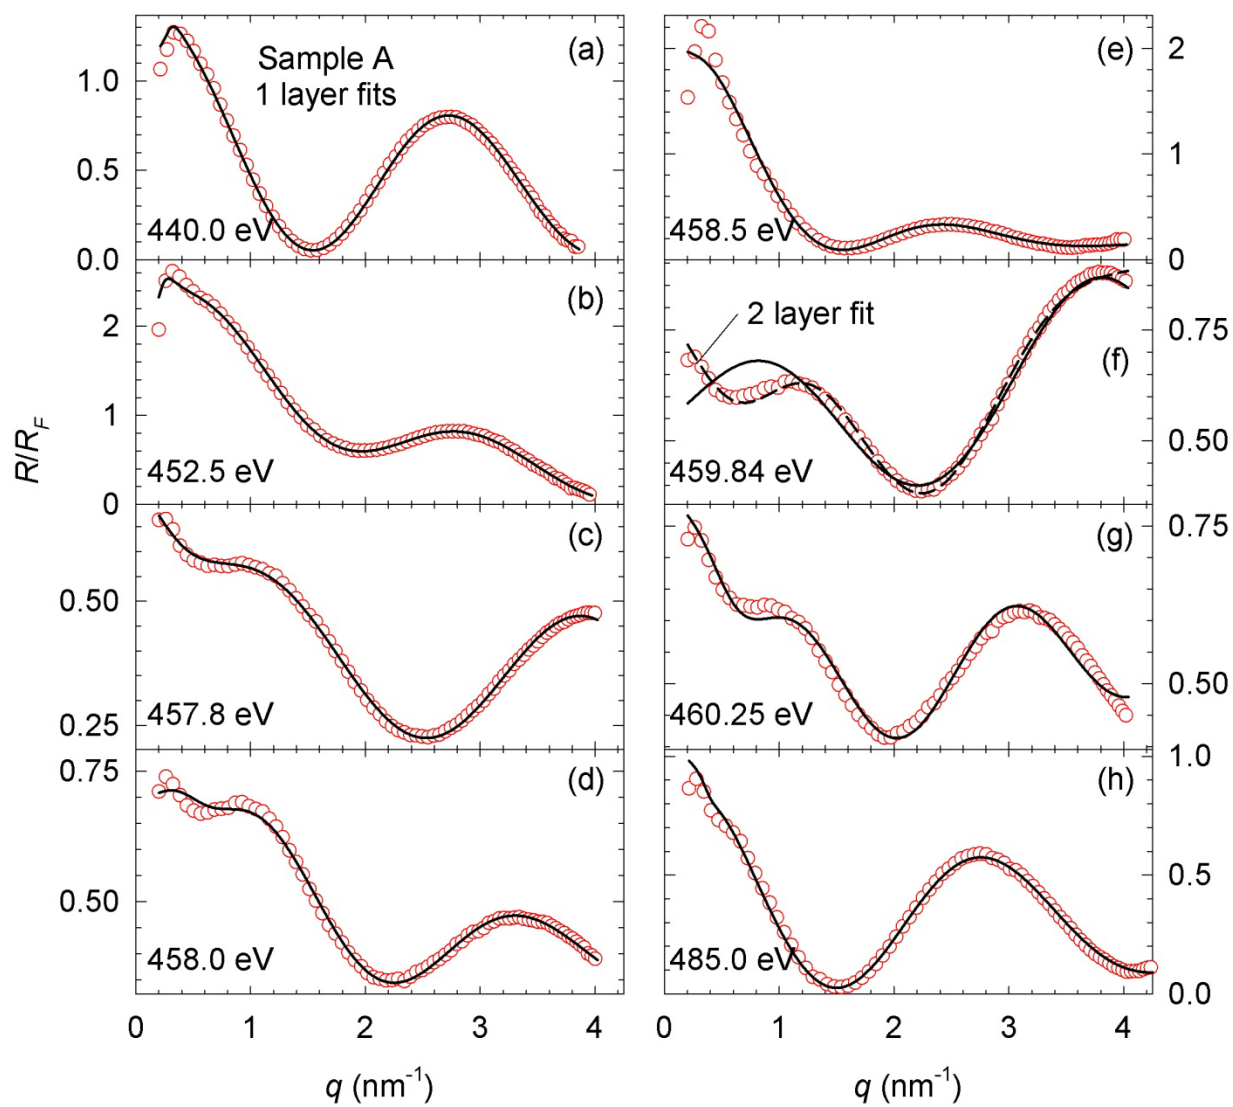 (a)
Sample A
1 layer fits
1.0
0.5
440.0 eV
0.0
(b)
2
1
452.5 eV
0
(c)
0.50
0.25
457.8 eV
(d)
0.75
0.50
458.0 eV
0 1 2 3 4
q (nm⁻¹)
R/R_F
(e)
2
1
458.5 eV
0
2 layer fit
0.75
(f)
0.50
459.84 eV
(g)
0.75
0.50
460.25 eV
(h)
1.0
0.5
485.0 eV
0.0
0 1 2 3 4
q (nm⁻¹)